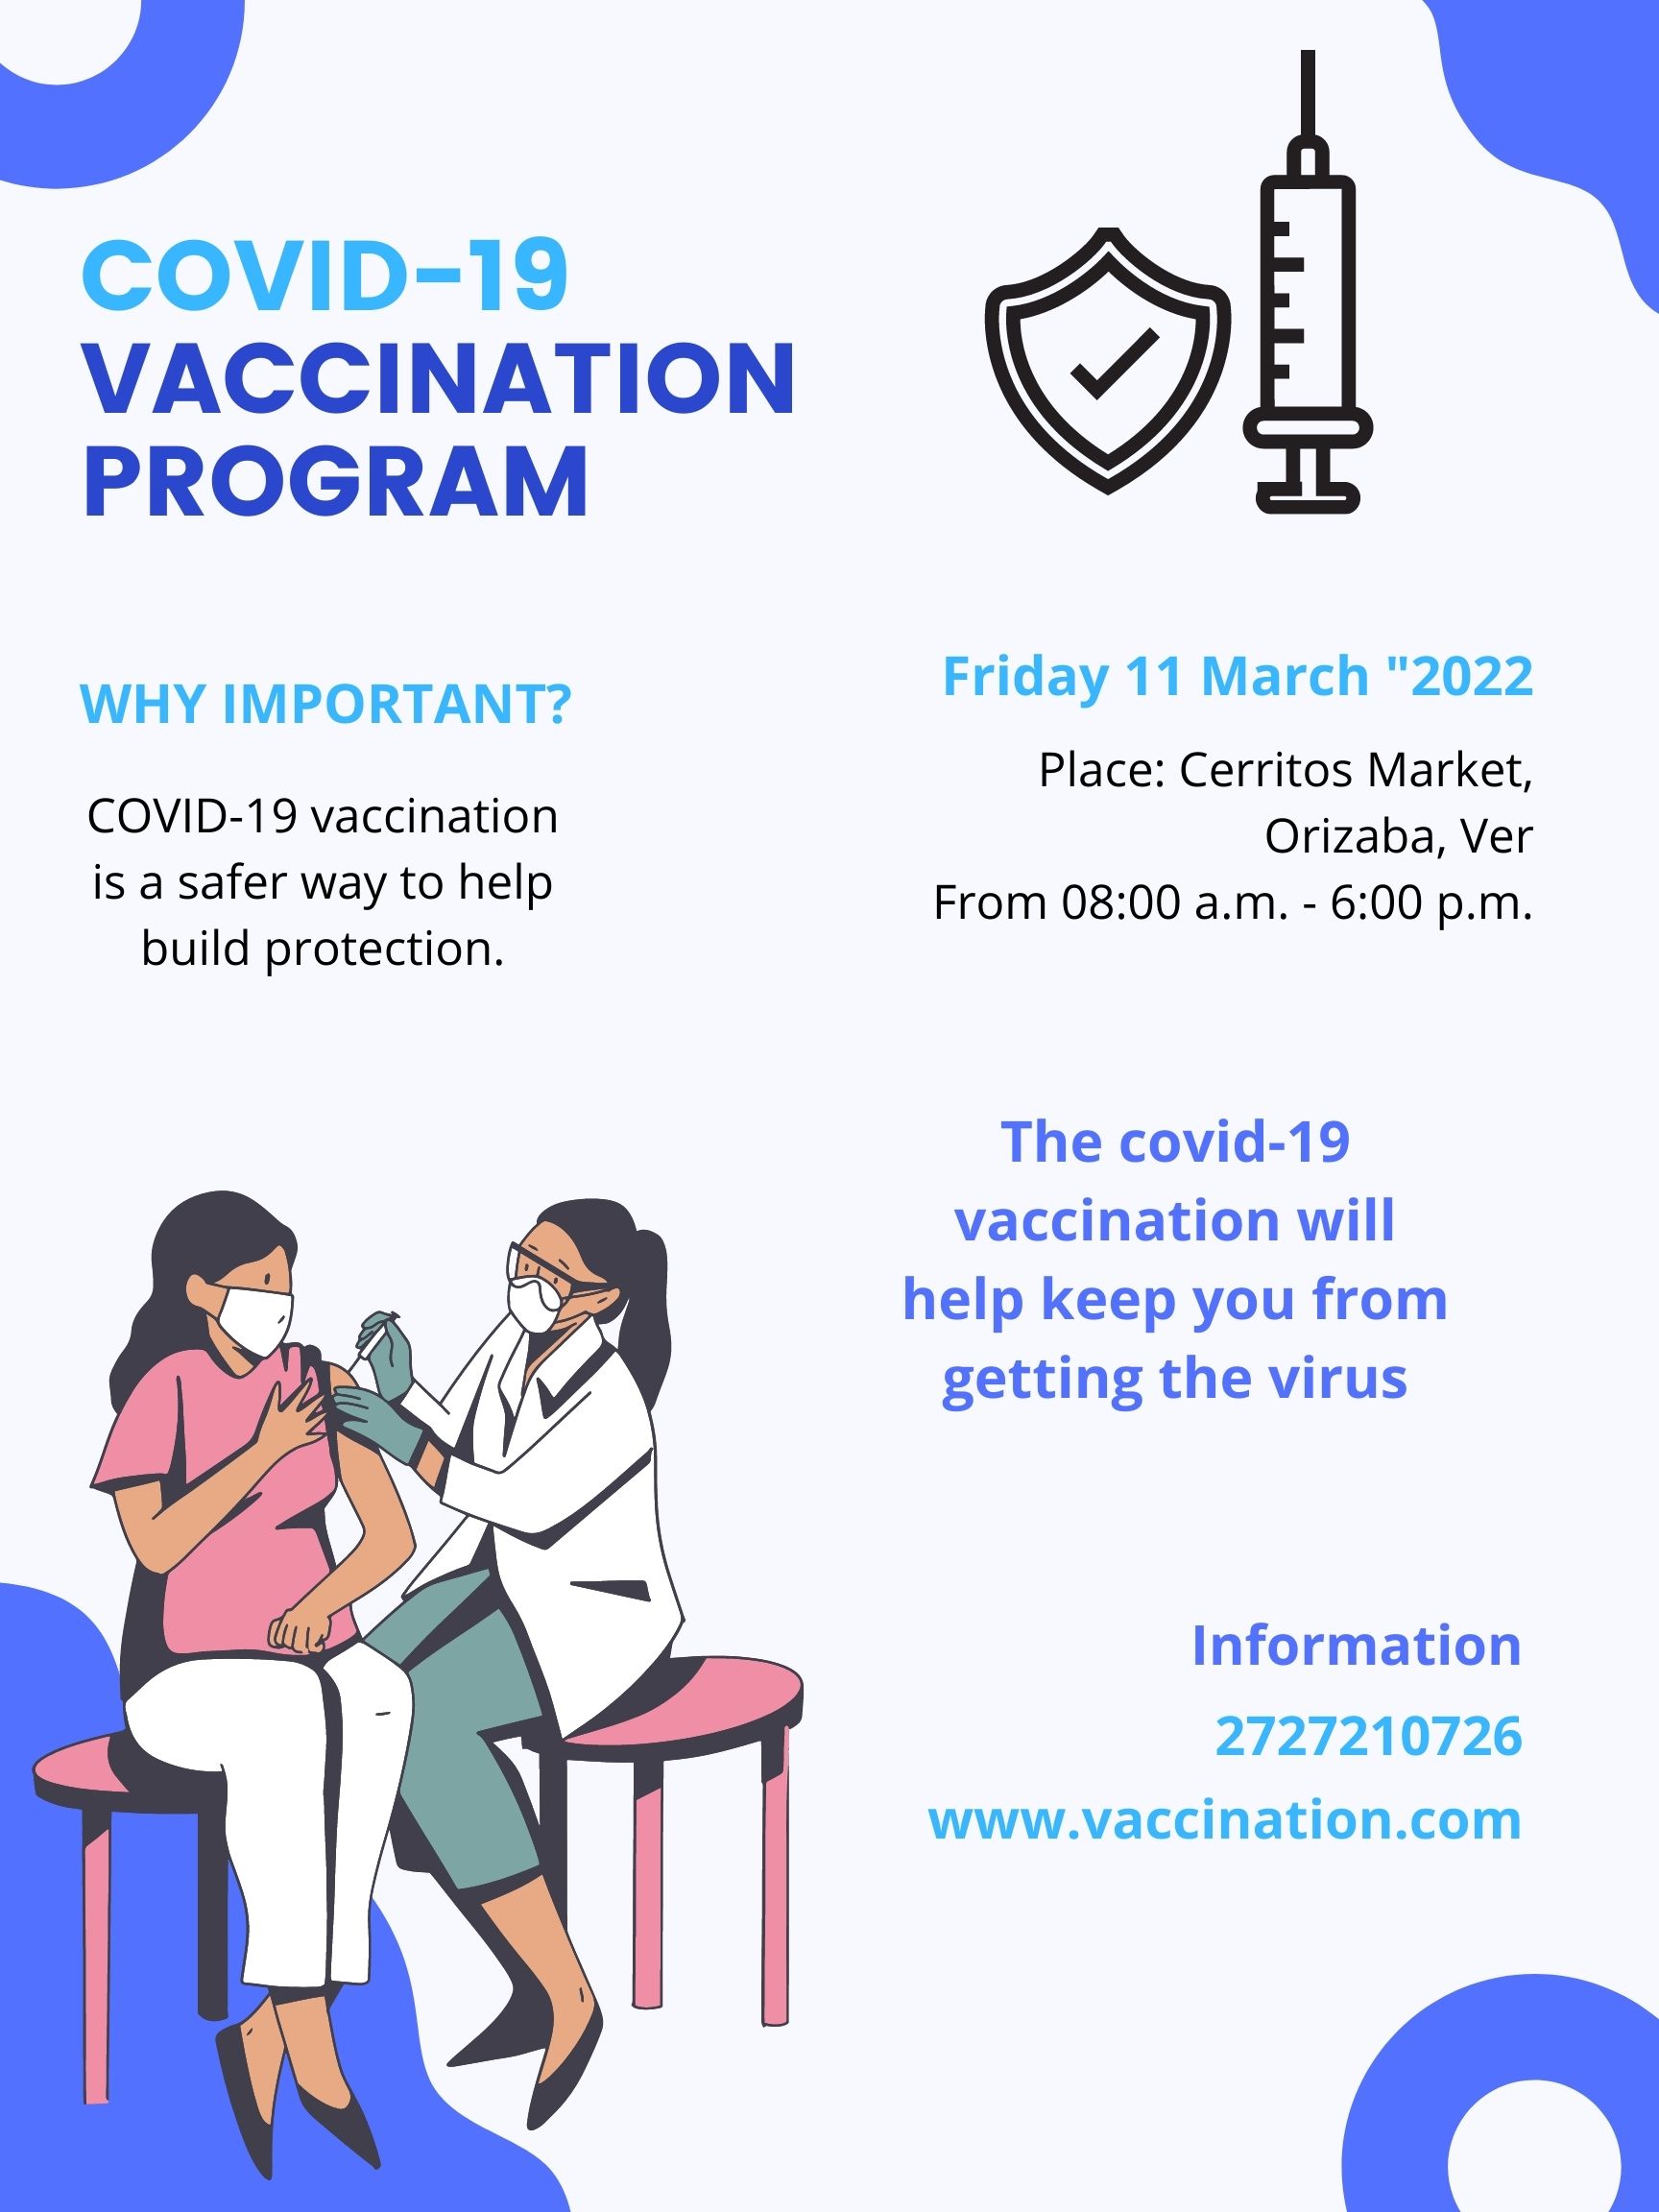 COVID-19
VACCINATION
PROGRAM
WHY IMPORTANT?
COVID-19 vaccination
is a safer way to help
build protection.
Friday 11 March "2022
Place: Cerritos Market,
Orizaba, Ver
From 08:00 a.m. - 6:00 p.m.
The covid-19
vaccination will
help keep you from
getting the virus
Information
2727210726
www.vaccination.com